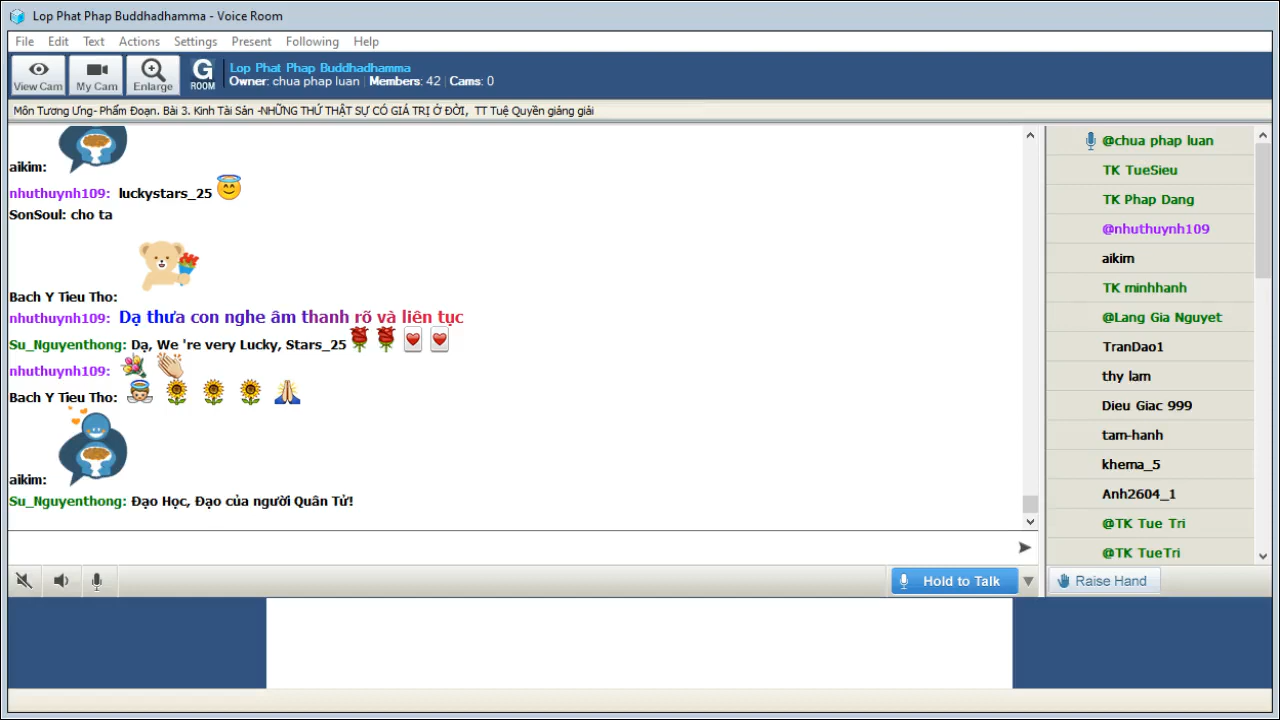 Lop Phat Phap Buddhadhamma - Voice Room
File Edit Text Actions Settings Present Following Help
View Cam My Cam Enlarge G ROOM
Lop Phat Phap Buddhadhamma
Owner: chua phap luan Members: 42 Cams: 0
Môn Tương Ưng- Phẩm Đoạn. Bài 3. Kinh Tài Sản -NHỮNG THỨ THẬT SỰ CÓ GIÁ TRỊ Ở ĐỜI, TT Tuệ Quyền giảng giải
aikim:
nhuthuynh109: luckystars_25
SonSoul: cho ta
Bach Y Tieu Tho:
nhuthuynh109: Dạ thưa con nghe âm thanh rõ và liên tục
Su_Nguyenthong: Dạ, We 're very Lucky, Stars_25
nhuthuynh109:
Bach Y Tieu Tho:
aikim:
Su_Nguyenthong: Đạo Học, Đạo của người Quân Tử!
@chua phap luan
TK TueSieu
TK Phap Dang
@nhuthuynh109
aikim
TK minhhanh
@Lang Gia Nguyet
TranDao1
thy lam
Dieu Giac 999
tam-hanh
khema_5
Anh2604_1
@TK Tue Tri
@TK TueTri
Hold to Talk
Raise Hand